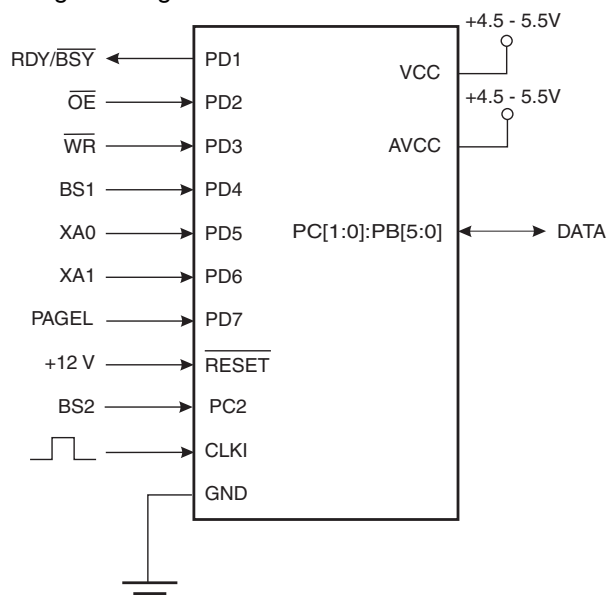 +4.5 - 5.5V
RDY/BSY PD1
VCC
OE PD2
+4.5 - 5.5V
WR PD3
AVCC
BS1 PD4
XA0 PD5 PC[1:0]:PB[5:0] DATA
XA1 PD6
PAGEL PD7
+12 V RESET
BS2 PC2
CLKI
GND